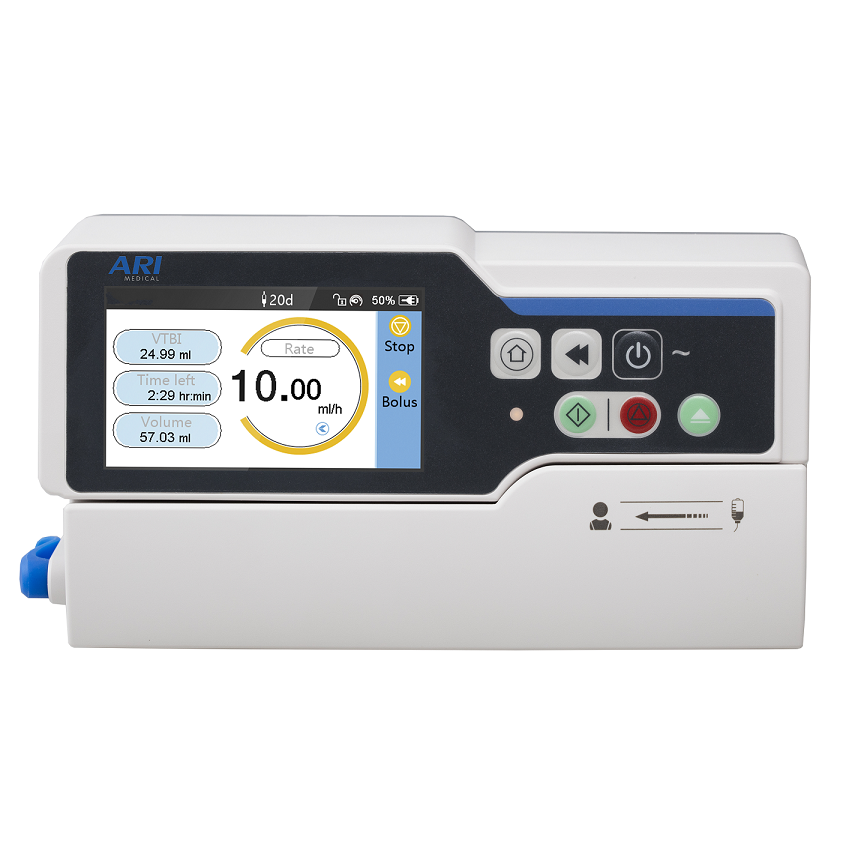 ARI
MEDICAL
20d 50%
VTBI
24.99 ml
Time left
2:29 hr:min
Volume
57.03 ml
Rate
10.00
ml/h
Stop
Bolus